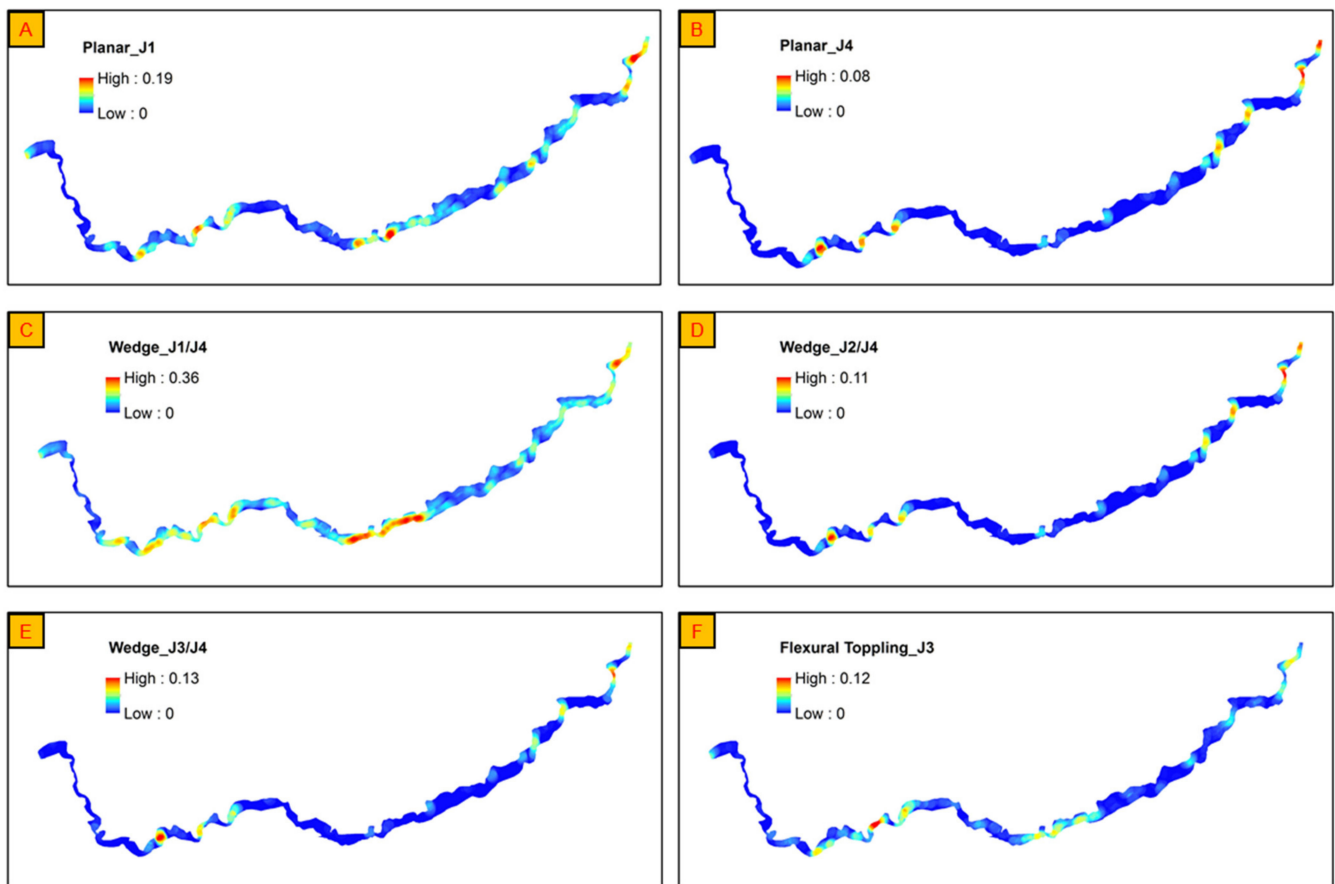 A
Planar_J1
High : 0.19
Low : 0
B
Planar_J4
High : 0.08
Low : 0
C
Wedge_J1/J4
High : 0.36
Low : 0
D
Wedge_J2/J4
High : 0.11
Low : 0
E
Wedge_J3/J4
High : 0.13
Low : 0
F
Flexural Toppling_J3
High : 0.12
Low : 0